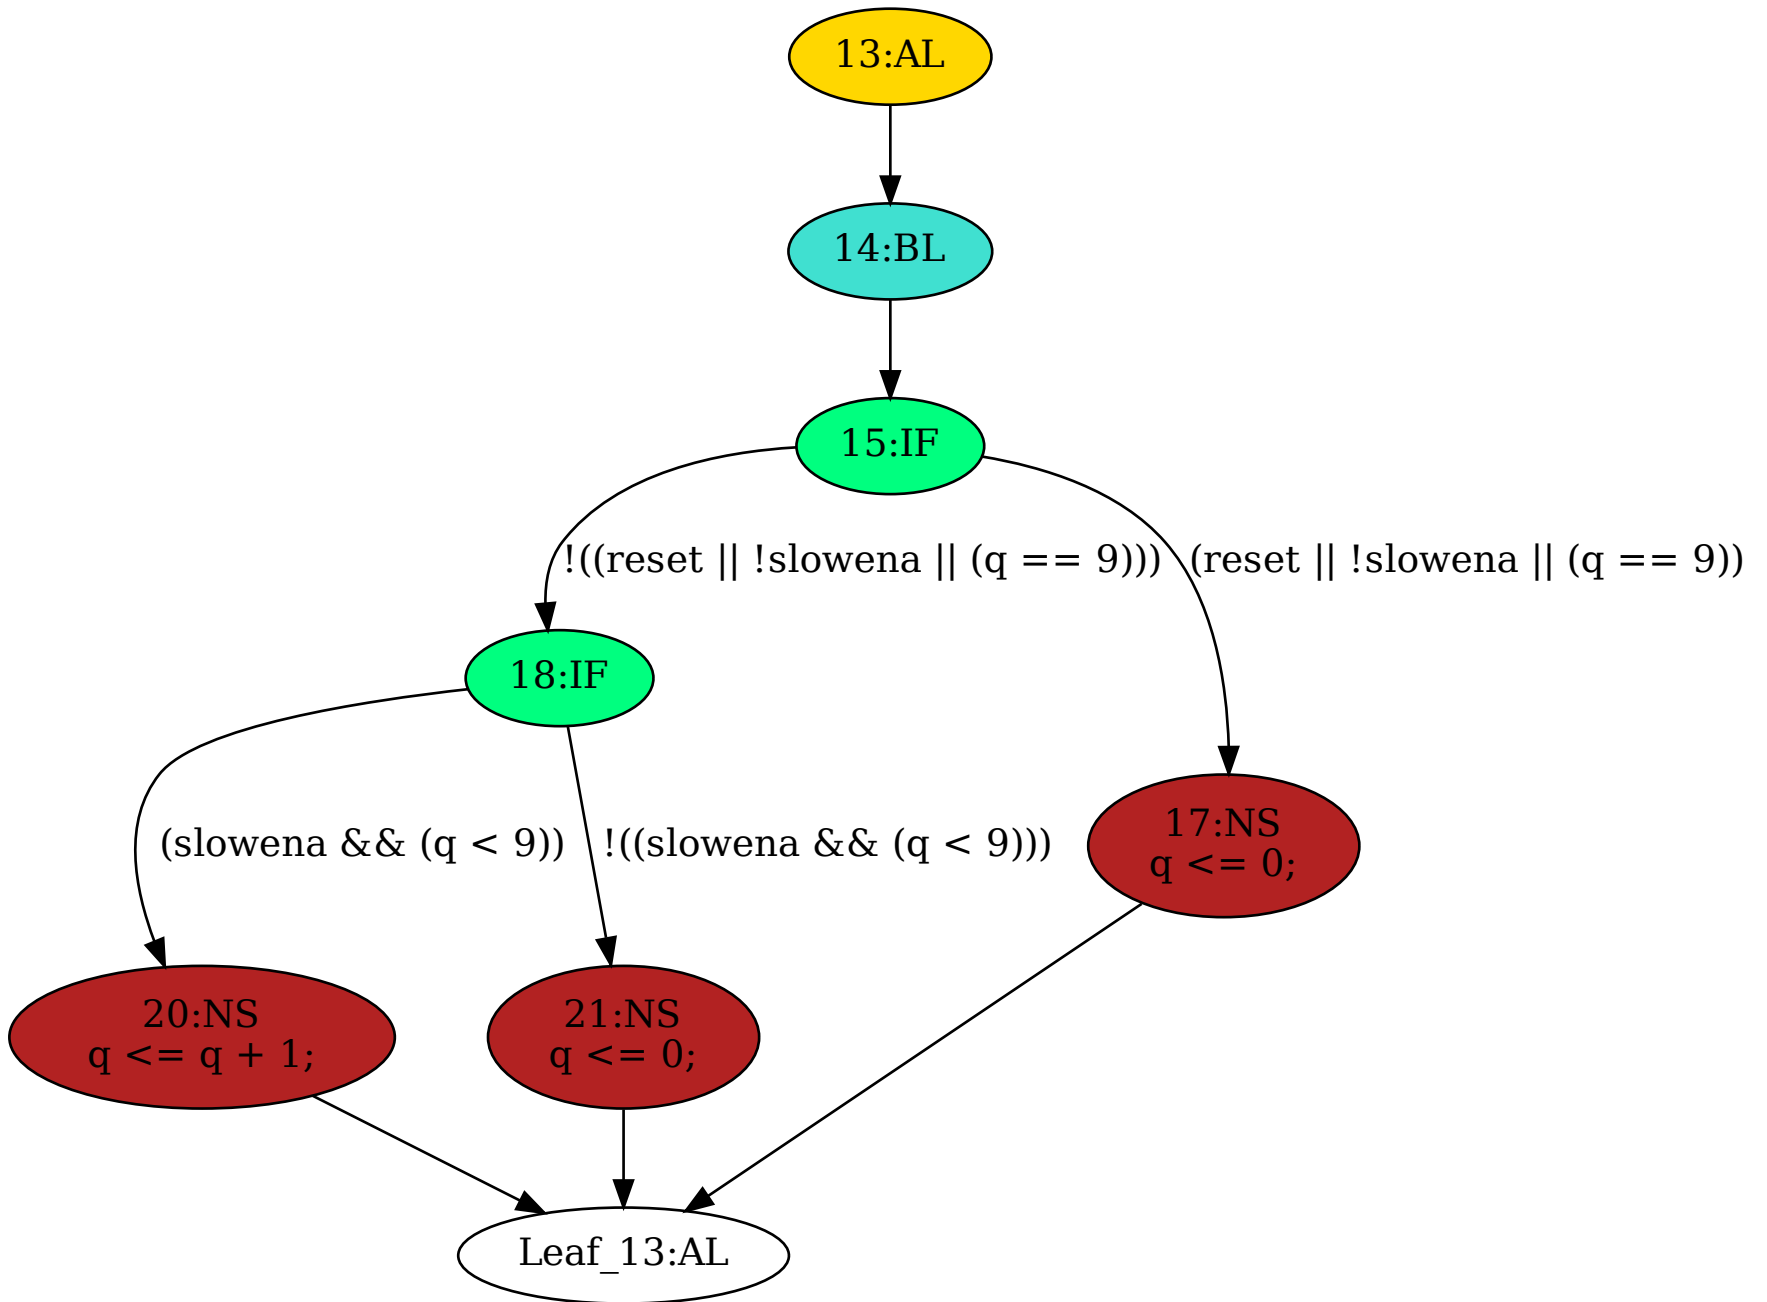 13:AL
14:BL
15:IF
!((reset || !slowena || (q == 9)))
(reset || !slowena || (q == 9))
18:IF
(slowena && (q < 9))
!((slowena && (q < 9)))
17:NS
q <= 0;
20:NS
q <= q + 1;
21:NS
q <= 0;
Leaf_13:AL